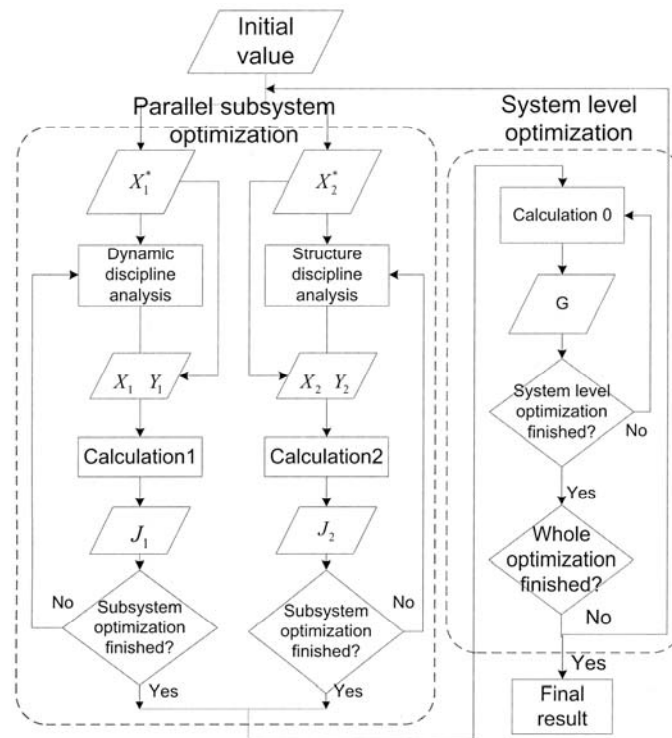 Initial
value
Parallel subsystem
optimization
X₁*
X₂*
Dynamic
discipline
analysis
Structure
discipline
analysis
X₁ Y₁
X₂ Y₂
Calculation1
Calculation2
J₁
J₂
No
Subsystem
optimization
finished?
Yes
No
Subsystem
optimization
finished?
Yes
System level
optimization
Calculation 0
G
System level
optimization
finished?
No
Yes
Whole
optimization
finished?
No
Yes
Final
result